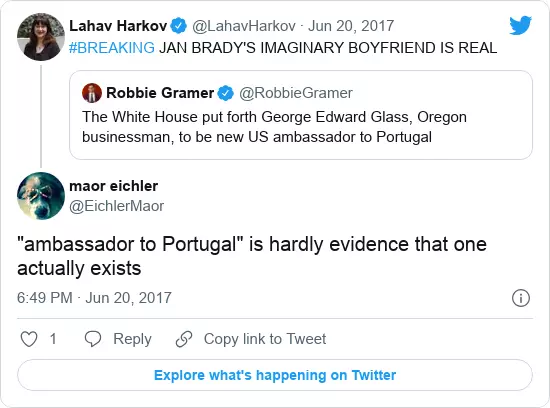 Lahav Harkov @LahavHarkov · Jun 20, 2017
#BREAKING JAN BRADY'S IMAGINARY BOYFRIEND IS REAL
Robbie Gramer @RobbieGramer
The White House put forth George Edward Glass, Oregon
businessman, to be new US ambassador to Portugal
maor eichler
@EichlerMaor
"ambassador to Portugal" is hardly evidence that one
actually exists
6:49 PM · Jun 20, 2017
1 Reply Copy link to Tweet
Explore what's happening on Twitter